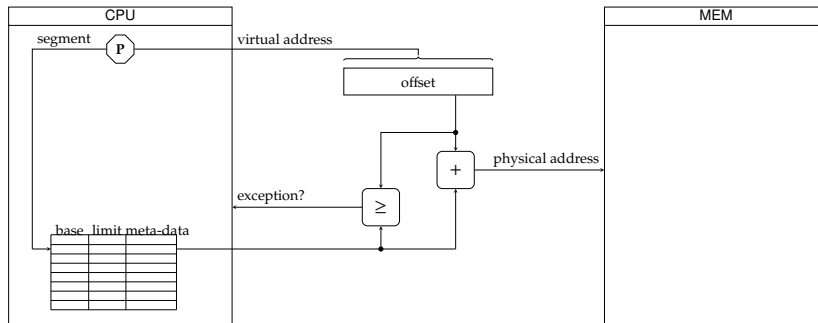 CPU
MEM
segment
P
virtual address
offset
+
physical address
exception?
≥
base limit meta-data